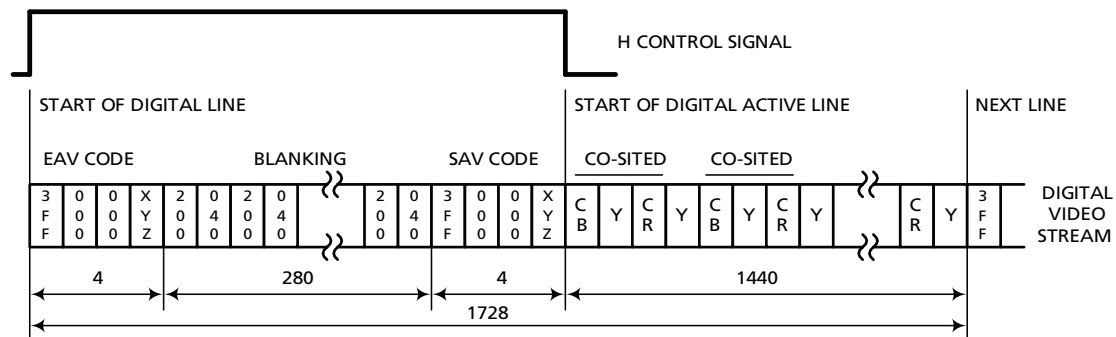 H CONTROL SIGNAL
START OF DIGITAL LINE START OF DIGITAL ACTIVE LINE NEXT LINE
EAV CODE BLANKING SAV CODE CO-SITED CO-SITED
3FF 000 000 XYZ 200 040 200 040 200 040 3FF 000 000 XYZ CB Y CR Y CB Y CR Y CR Y 3FF
DIGITAL
VIDEO
STREAM
4 280 4 1440
1728